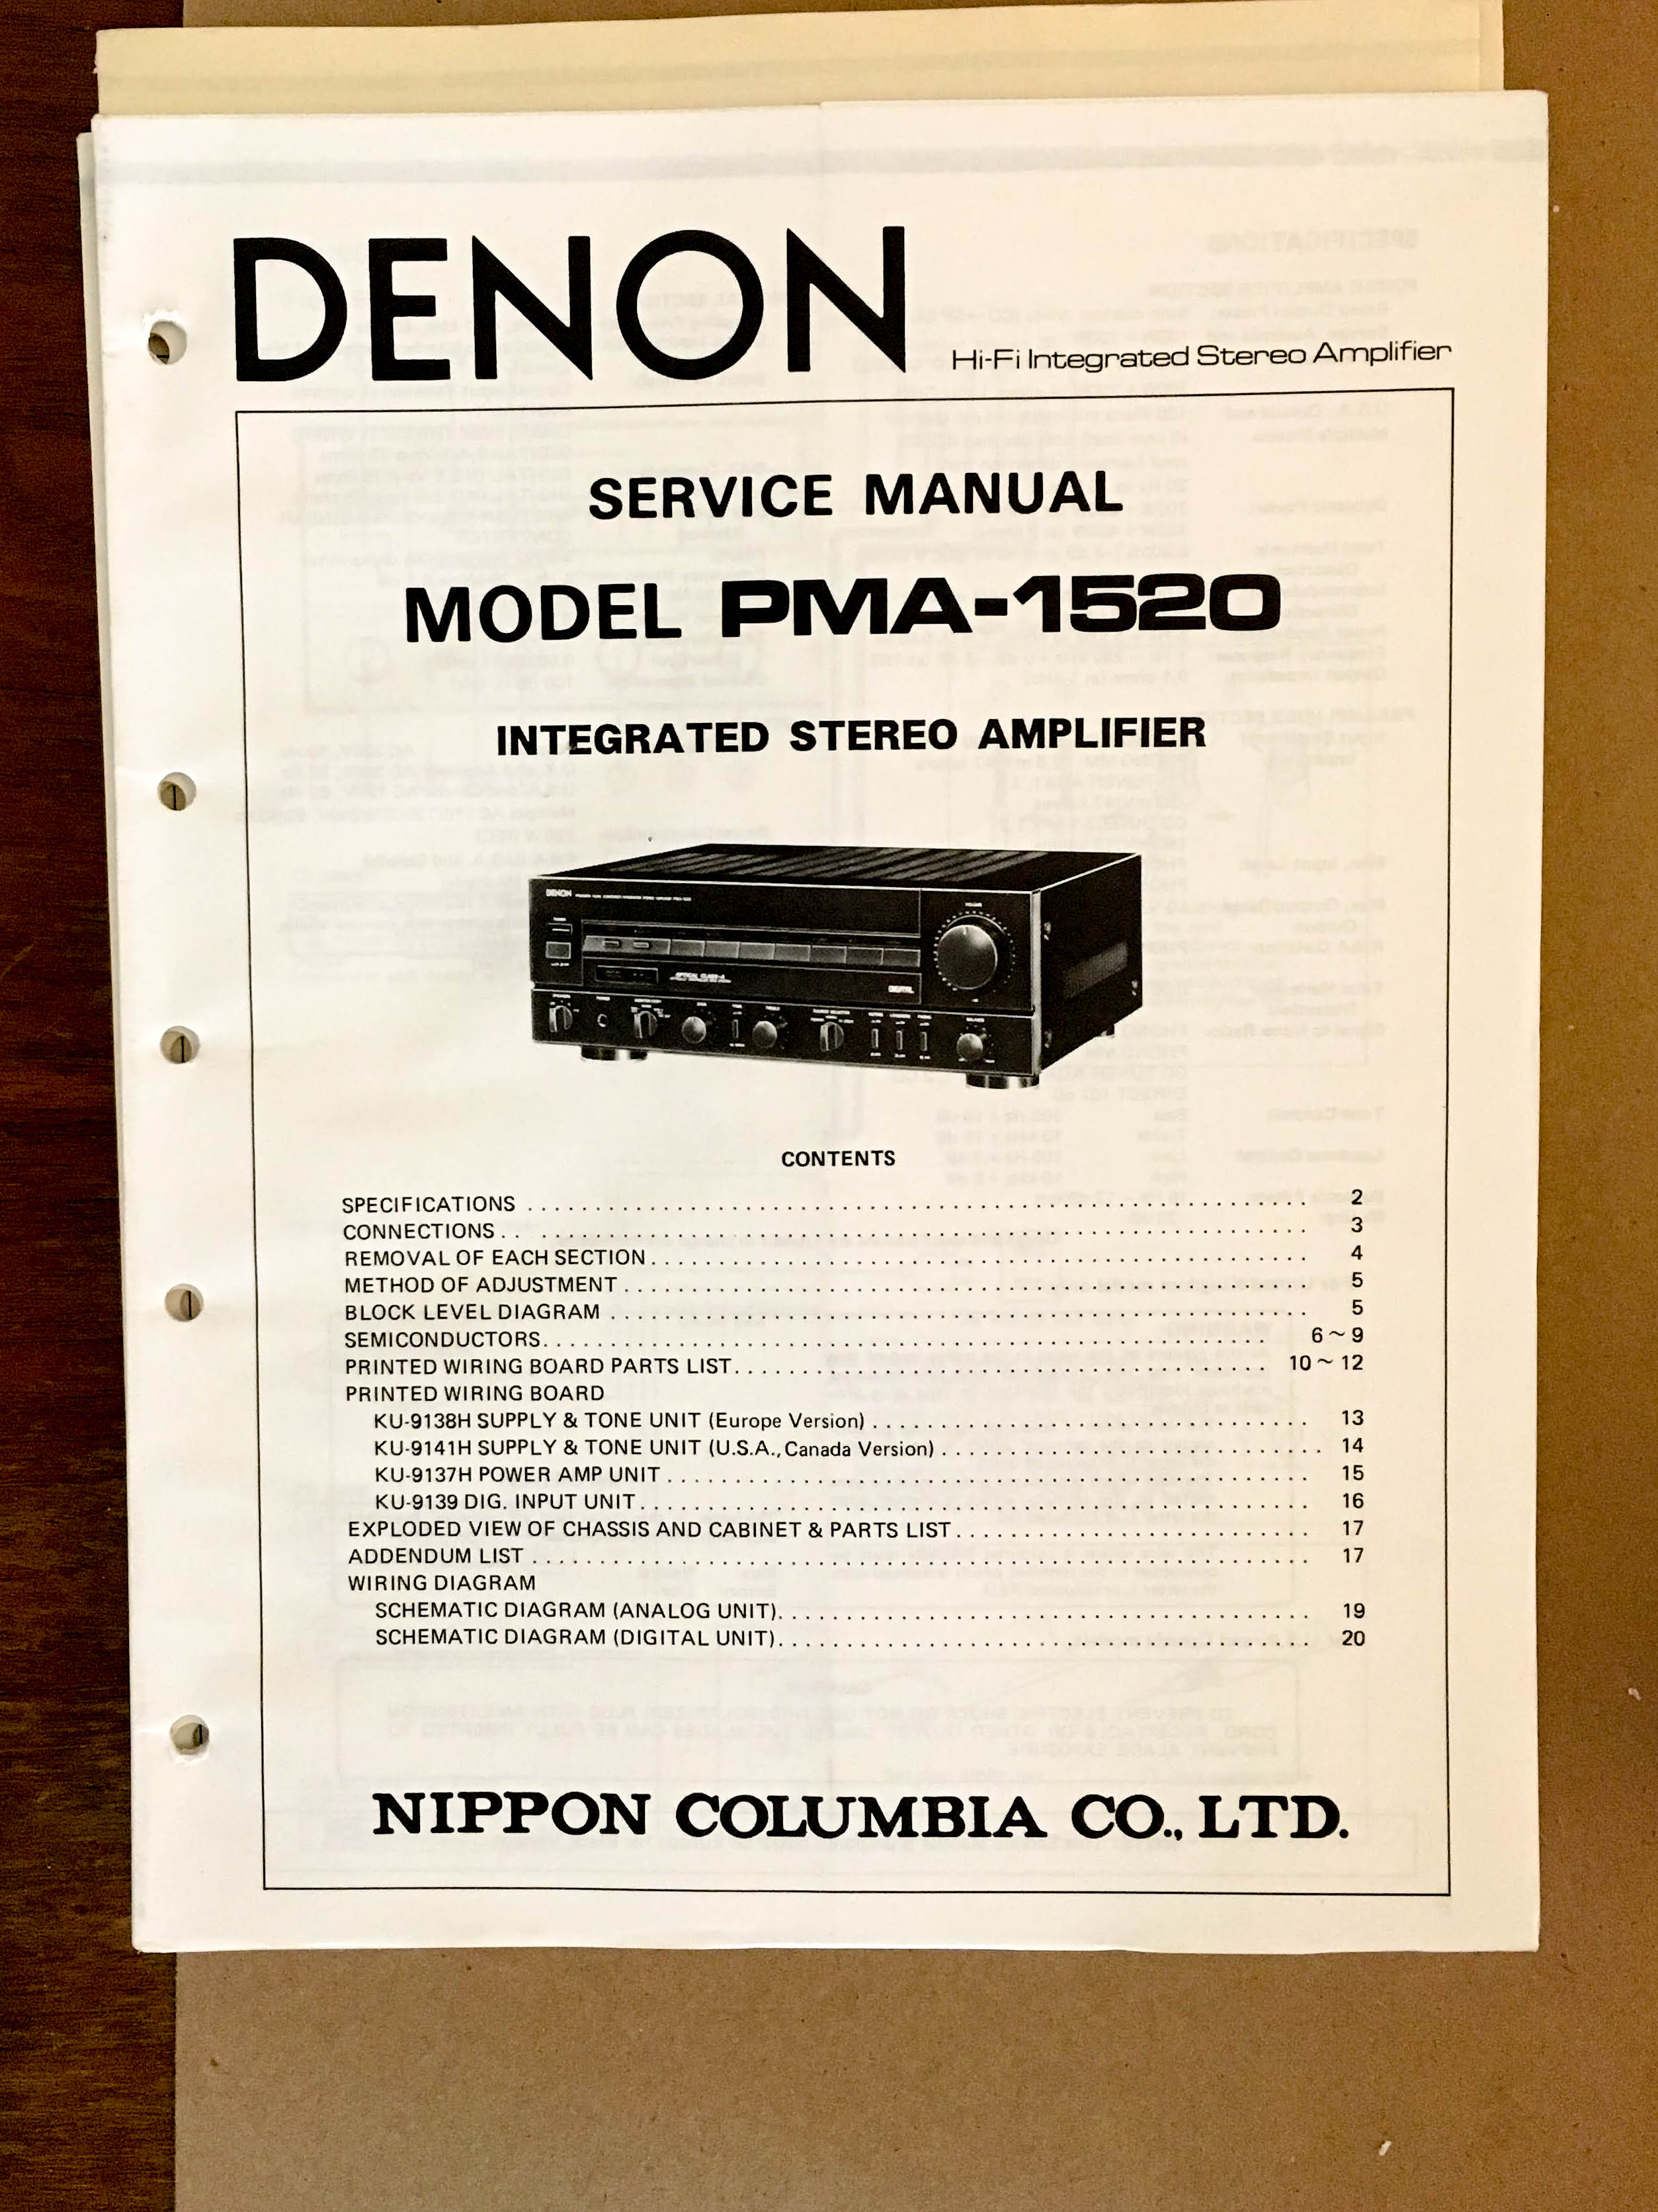 DENON
Hi-Fi Integrated Stereo Amplifier
SERVICE MANUAL
MODEL PMA-1520
INTEGRATED STEREO AMPLIFIER
DENON
VOLUME
OPTICAL CLASS-A
DIGITAL
CONTENTS
SPECIFICATIONS . . . . . . . . . . . . . . . . . . . . 2
CONNECTIONS . . . . . . . . . . . . . . . . . . . . 3
REMOVAL OF EACH SECTION . . . . . . . . . . . . . . . . . . . . 4
METHOD OF ADJUSTMENT . . . . . . . . . . . . . . . . . . . . 5
BLOCK LEVEL DIAGRAM . . . . . . . . . . . . . . . . . . . . 5
SEMICONDUCTORS . . . . . . . . . . . . . . . . . . . . 6 ~ 9
PRINTED WIRING BOARD PARTS LIST . . . . . . . . . . . . . . . . . . . . 10 ~ 12
PRINTED WIRING BOARD
KU-9138H SUPPLY & TONE UNIT (Europe Version) . . . . . . . . . . . . . . . . . . . . 13
KU-9141H SUPPLY & TONE UNIT (U.S.A., Canada Version) . . . . . . . . . . . . . . . . . . . . 14
KU-9137H POWER AMP UNIT . . . . . . . . . . . . . . . . . . . . 15
KU-9139 DIG. INPUT UNIT . . . . . . . . . . . . . . . . . . . . 16
EXPLODED VIEW OF CHASSIS AND CABINET & PARTS LIST . . . . . . . . . . . . . . . . . . . . 17
ADDENDUM LIST . . . . . . . . . . . . . . . . . . . . 17
WIRING DIAGRAM
SCHEMATIC DIAGRAM (ANALOG UNIT) . . . . . . . . . . . . . . . . . . . . 19
SCHEMATIC DIAGRAM (DIGITAL UNIT) . . . . . . . . . . . . . . . . . . . . 20
NIPPON COLUMBIA CO., LTD.